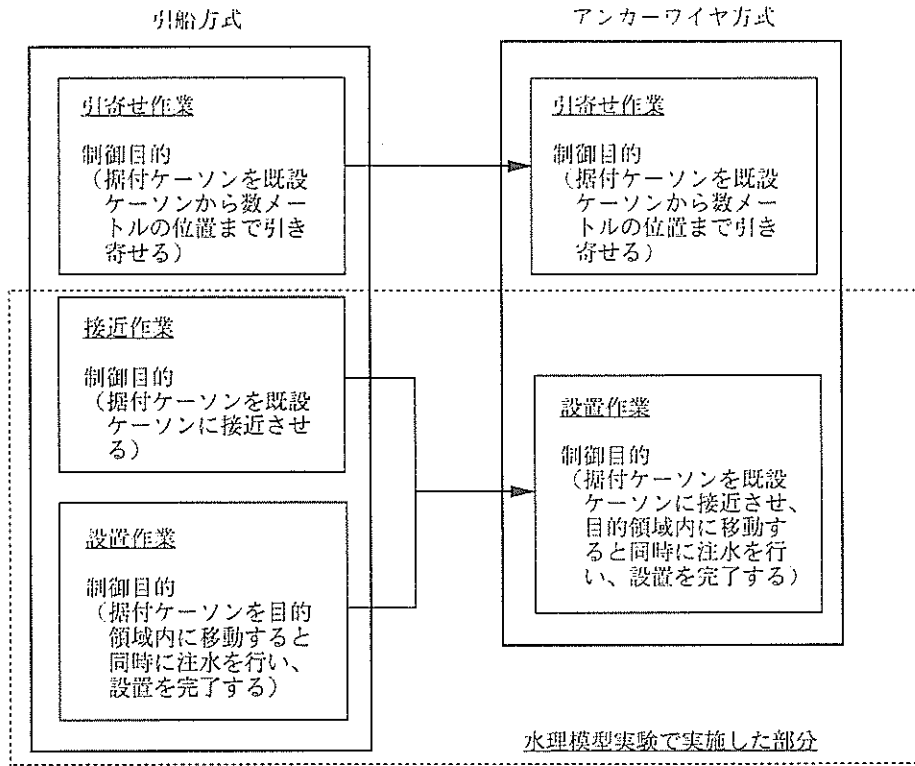 引船方式
引寄せ作業
制御目的
(据付ケーソンを既設
ケーソンから数メー
トルの位置まで引き
寄せる)
接近作業
制御目的
(据付ケーソンを既設
ケーソンに接近させ
る)
設置作業
制御目的
(据付ケーソンを目的
領域内に移動すると
同時に注水を行い、
設置を完了する)
アンカーワイヤ方式
引寄せ作業
制御目的
(据付ケーソンを既設
ケーソンから数メー
トルの位置まで引き
寄せる)
設置作業
制御目的
(据付ケーソンを既設
ケーソンに接近させ、
目的領域内に移動す
ると同時に注水を行
い、設置を完了する)
水理模型実験で実施した部分